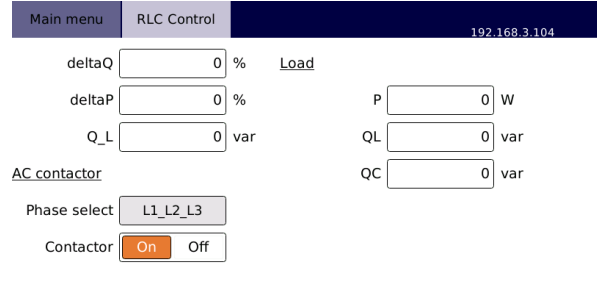 Main menu RLC Control
192.168.3.104
deltaQ 0 % Load
deltaP 0 % P 0 W
Q_L 0 var QL 0 var
AC contactor QC 0 var
Phase select L1_L2_L3
Contactor On Off